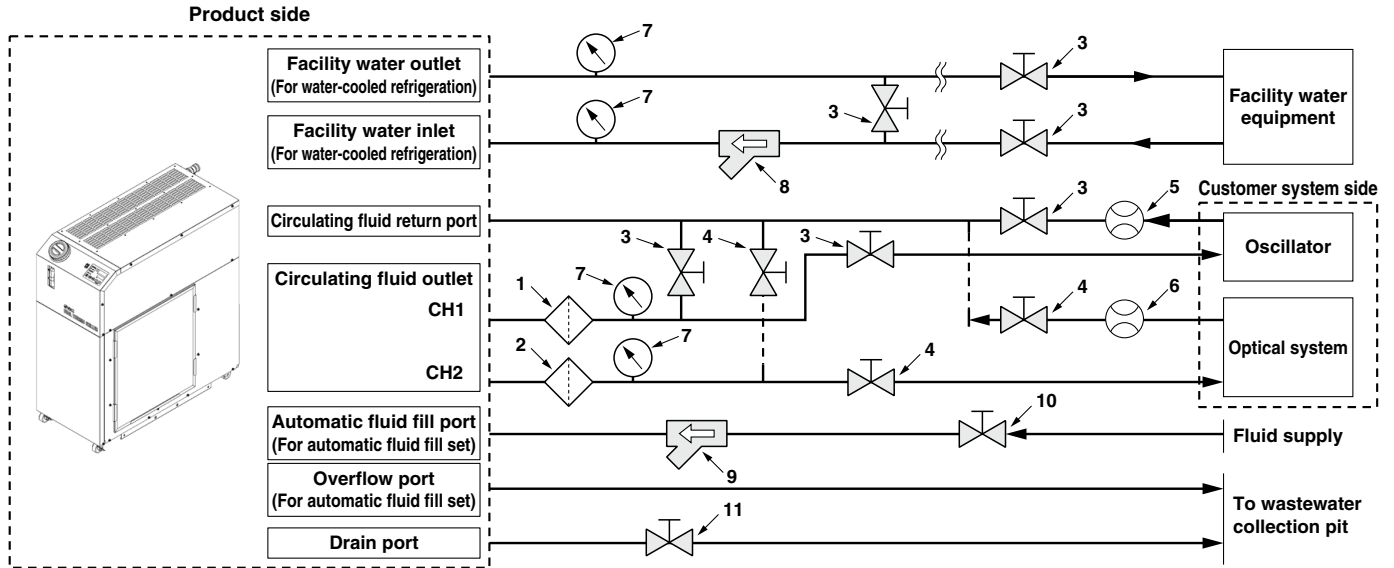 Product side
7
3
Facility water outlet
(For water-cooled refrigeration)
Facility water
equipment
7
3
3
Facility water inlet
(For water-cooled refrigeration)
8
Customer system side
3
5
Circulating fluid return port
Oscillator
3
4
3
Circulating fluid outlet
7
1
CH1
4
6
2
7
Optical system
CH2
4
10
Automatic fluid fill port
(For automatic fluid fill set)
Fluid supply
9
Overflow port
(For automatic fluid fill set)
To wastewater
collection pit
11
Drain port